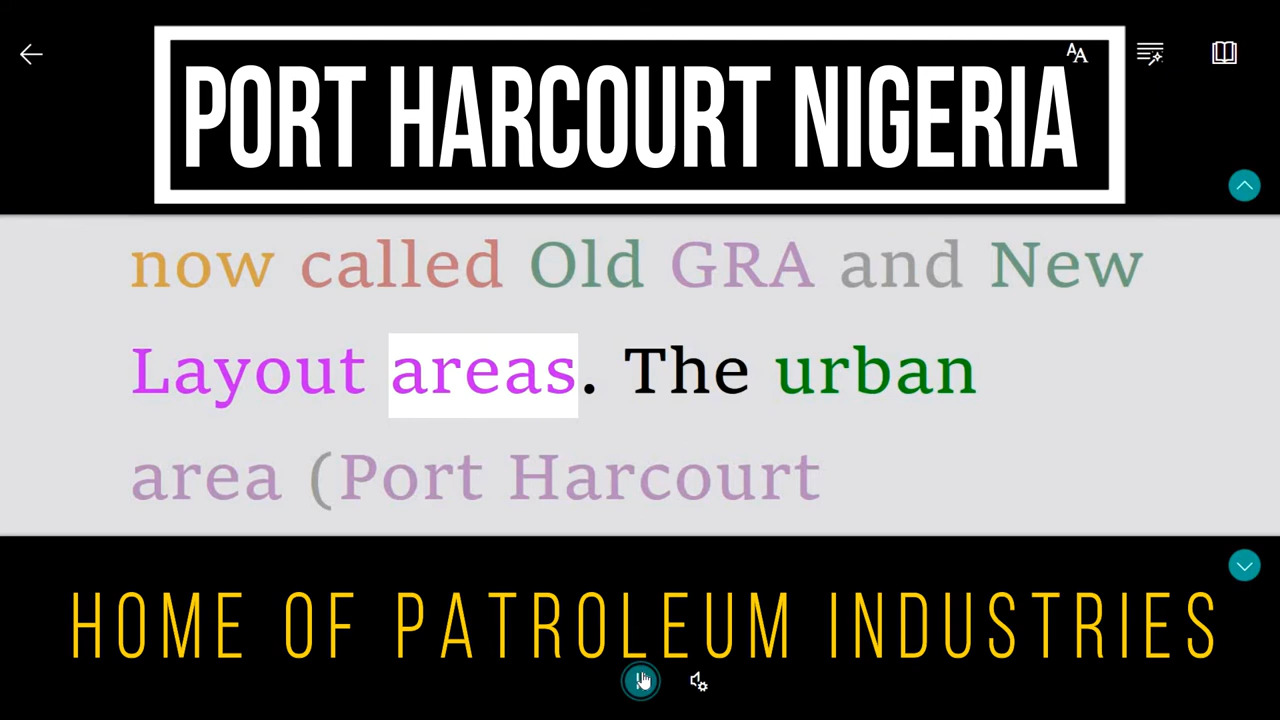 PORT HARCOURT NIGERIA
now called Old GRA and New
Layout areas. The urban
area (Port Harcourt
HOME OF PATROLEUM INDUSTRIES